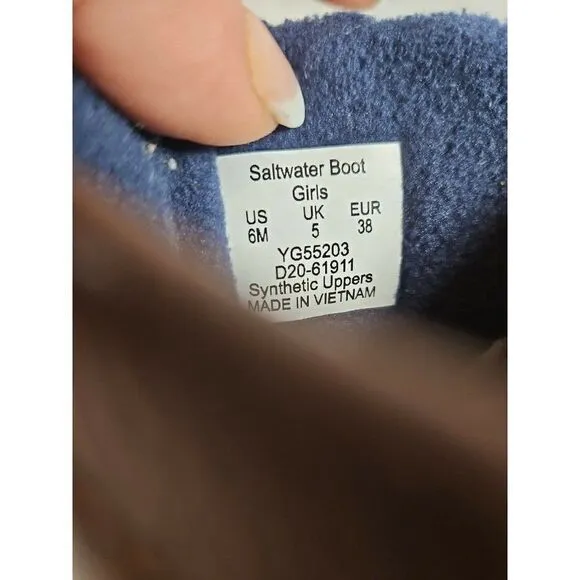 Saltwater Boot
Girls
US UK EUR
6M 5 38
YG55203
D20-61911
Synthetic Uppers
MADE IN VIETNAM